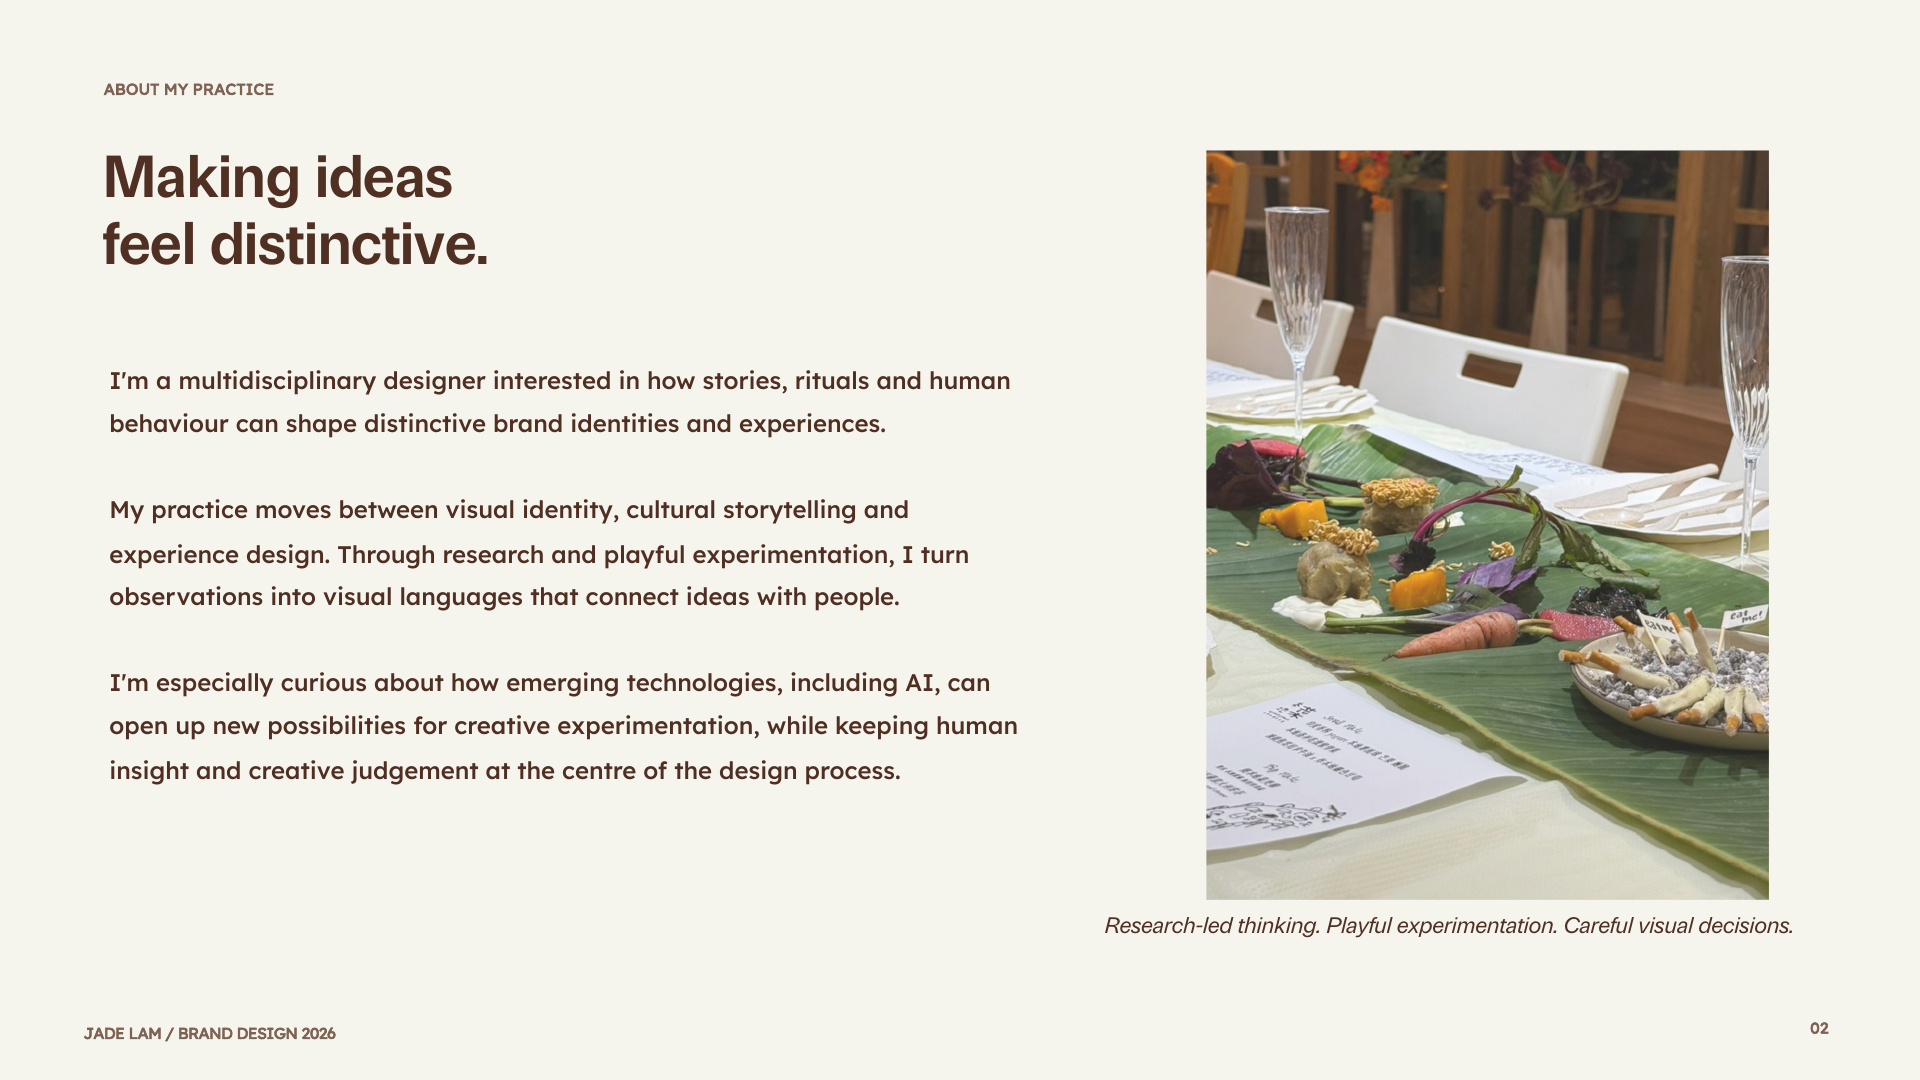 ABOUT MY PRACTICE
Making ideas
feel distinctive.
I'm a multidisciplinary designer interested in how stories, rituals and human
behaviour can shape distinctive brand identities and experiences.
My practice moves between visual identity, cultural storytelling and
experience design. Through research and playful experimentation, I turn
observations into visual languages that connect ideas with people.
I'm especially curious about how emerging technologies, including AI, can
open up new possibilities for creative experimentation, while keeping human
insight and creative judgement at the centre of the design process.
eat
me!
Research-led thinking. Playful experimentation. Careful visual decisions.
JADE LAM / BRAND DESIGN 2026
02